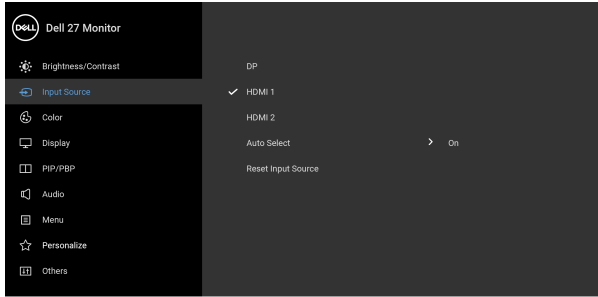 DELL Dell 27 Monitor
Brightness/Contrast
DP
Input Source
HDMI 1
Color
HDMI 2
Display
Auto Select On
PIP/PBP
Reset Input Source
Audio
Menu
Personalize
Others